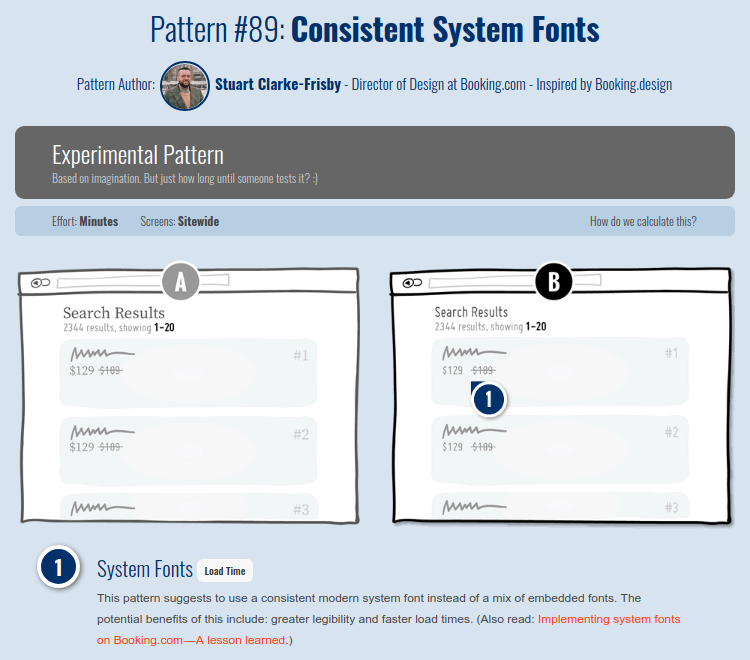 Pattern #89: Consistent System Fonts
Pattern Author: Stuart Clarke-Frisby - Director of Design at Booking.com - Inspired by Booking.design
Experimental Pattern
Based on imagination. But just how long until someone tests it? :)
Effort: Minutes Screens: Sitewide How do we calculate this?
A
Search Results
2344 results, showing 1–20
#1
$129 $189
#2
$129 $189
#3
B
Search Results
2344 results, showing 1–20
#1
$129 $189
1
#2
$129 $189
#3
1 System Fonts Load Time
This pattern suggests to use a consistent modern system font instead of a mix of embedded fonts. The
potential benefits of this include: greater legibility and faster load times. (Also read: Implementing system fonts
on Booking.com—A lesson learned.)